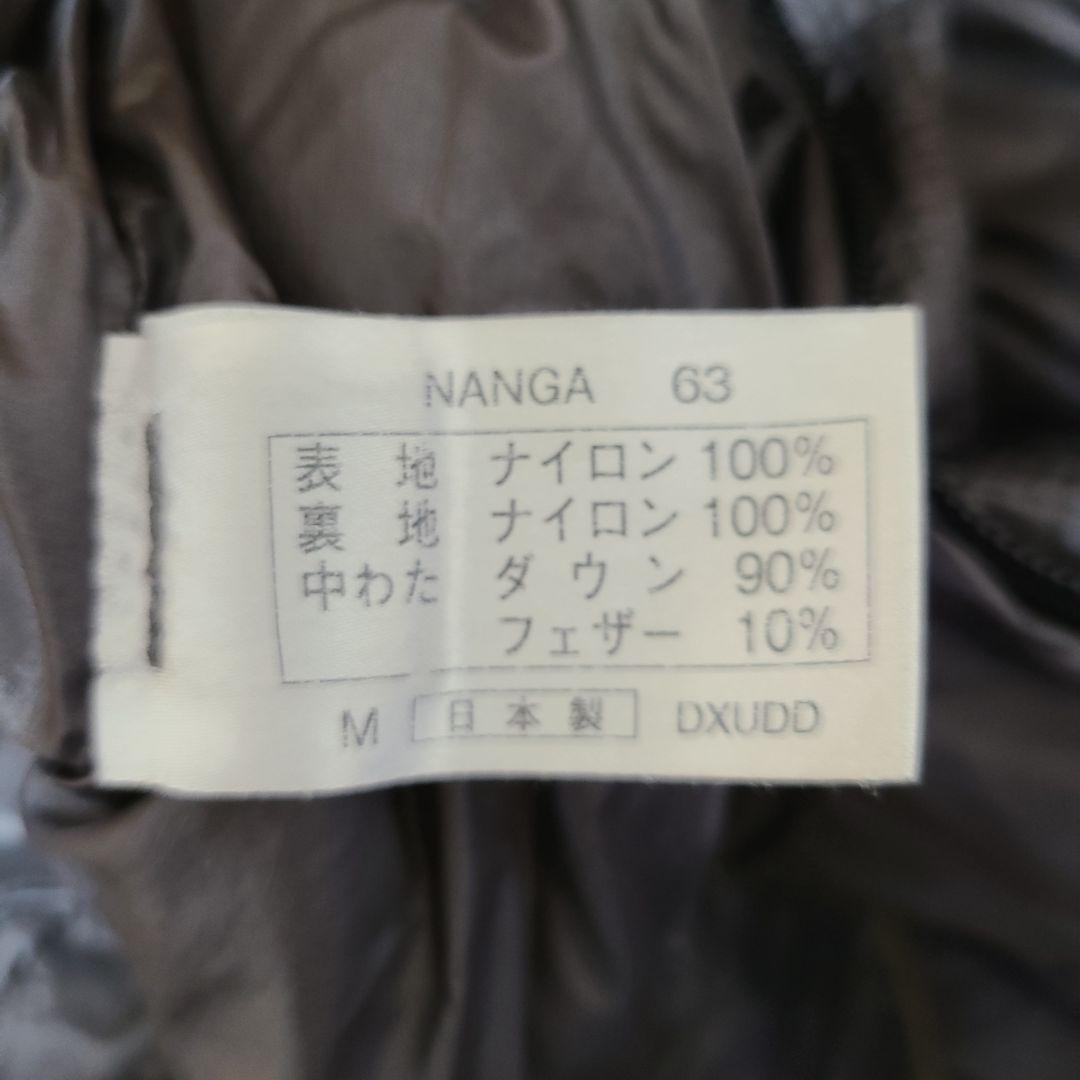 NANGA 63
表 地 ナイロン 100%
裏 地 ナイロン 100%
中わた ダ ウ ン 90%
フェザー 10%
M 日本製 DXUDD